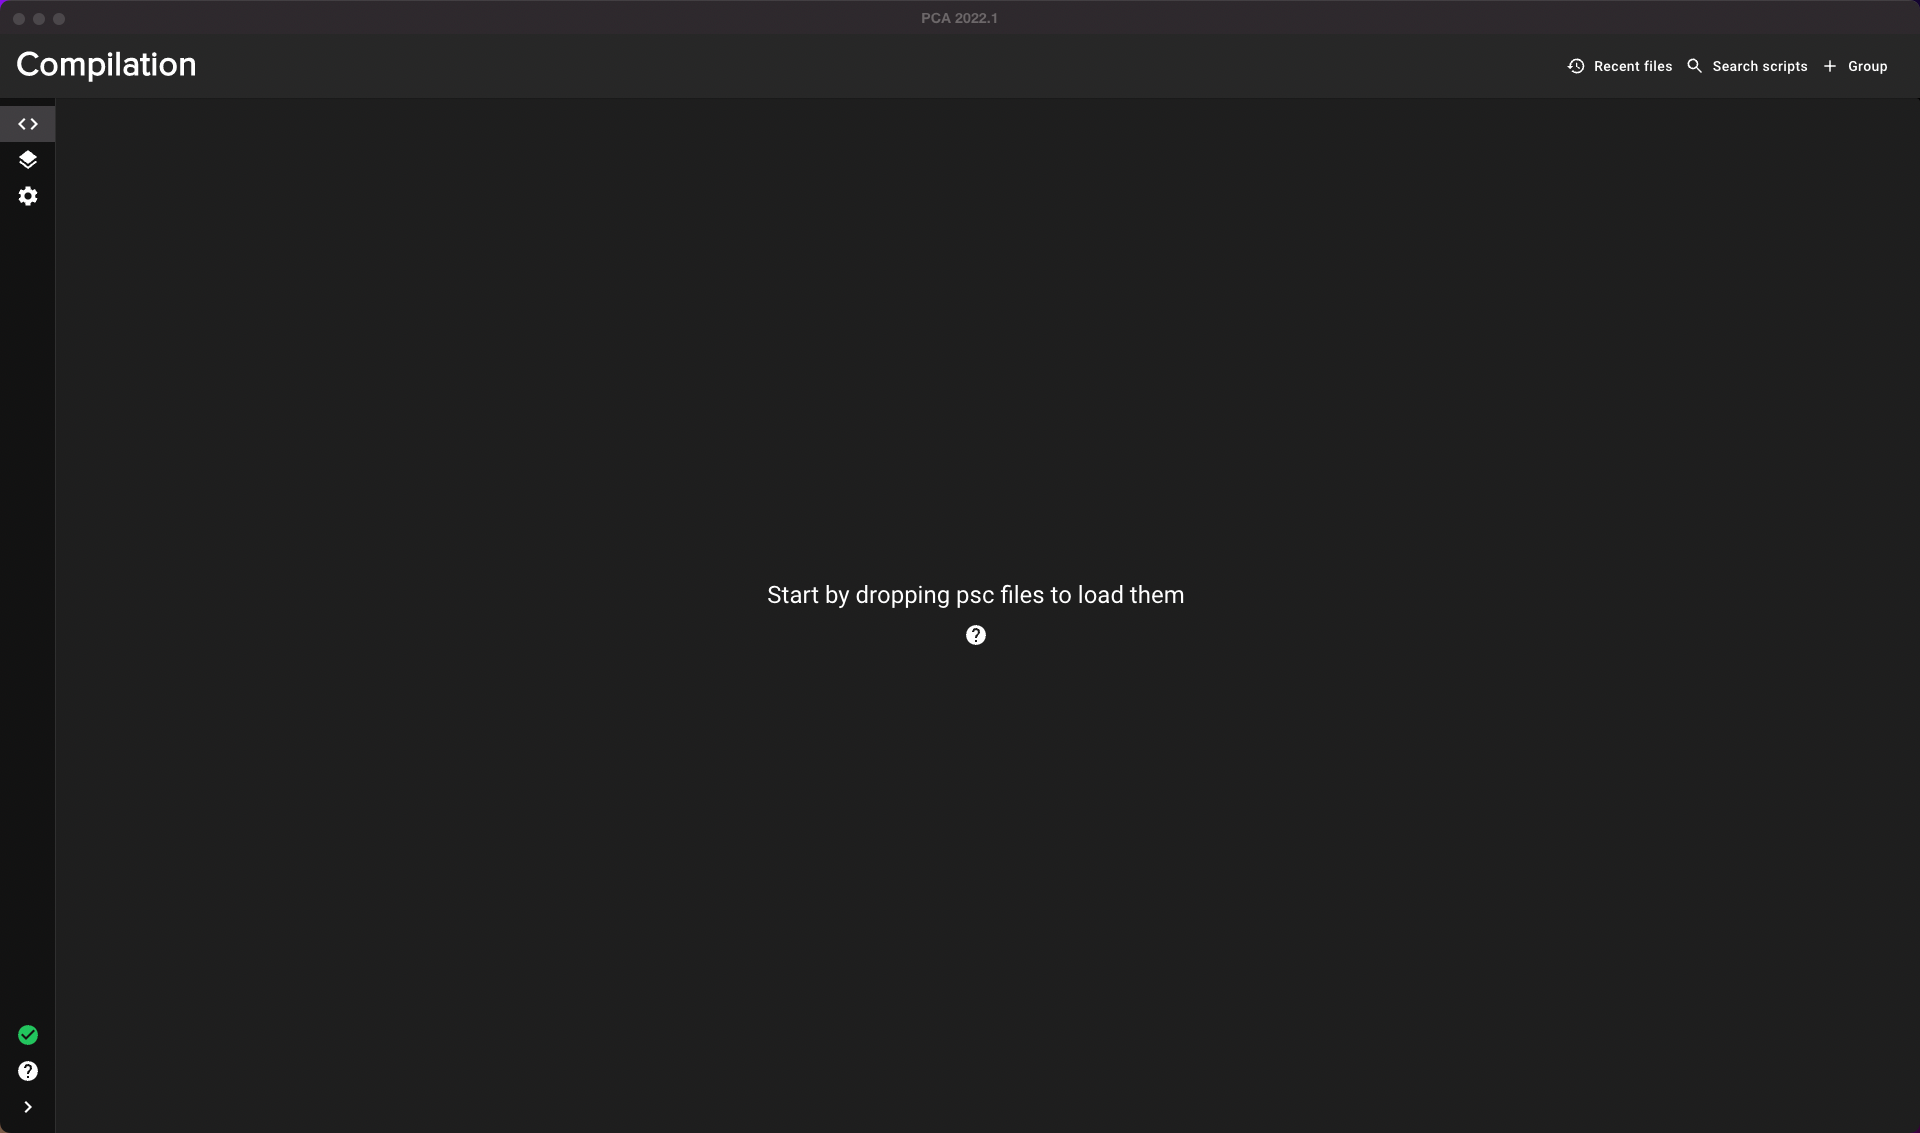 PCA 2022.1
Compilation
Recent files
Search scripts
Group
Start by dropping psc files to load them